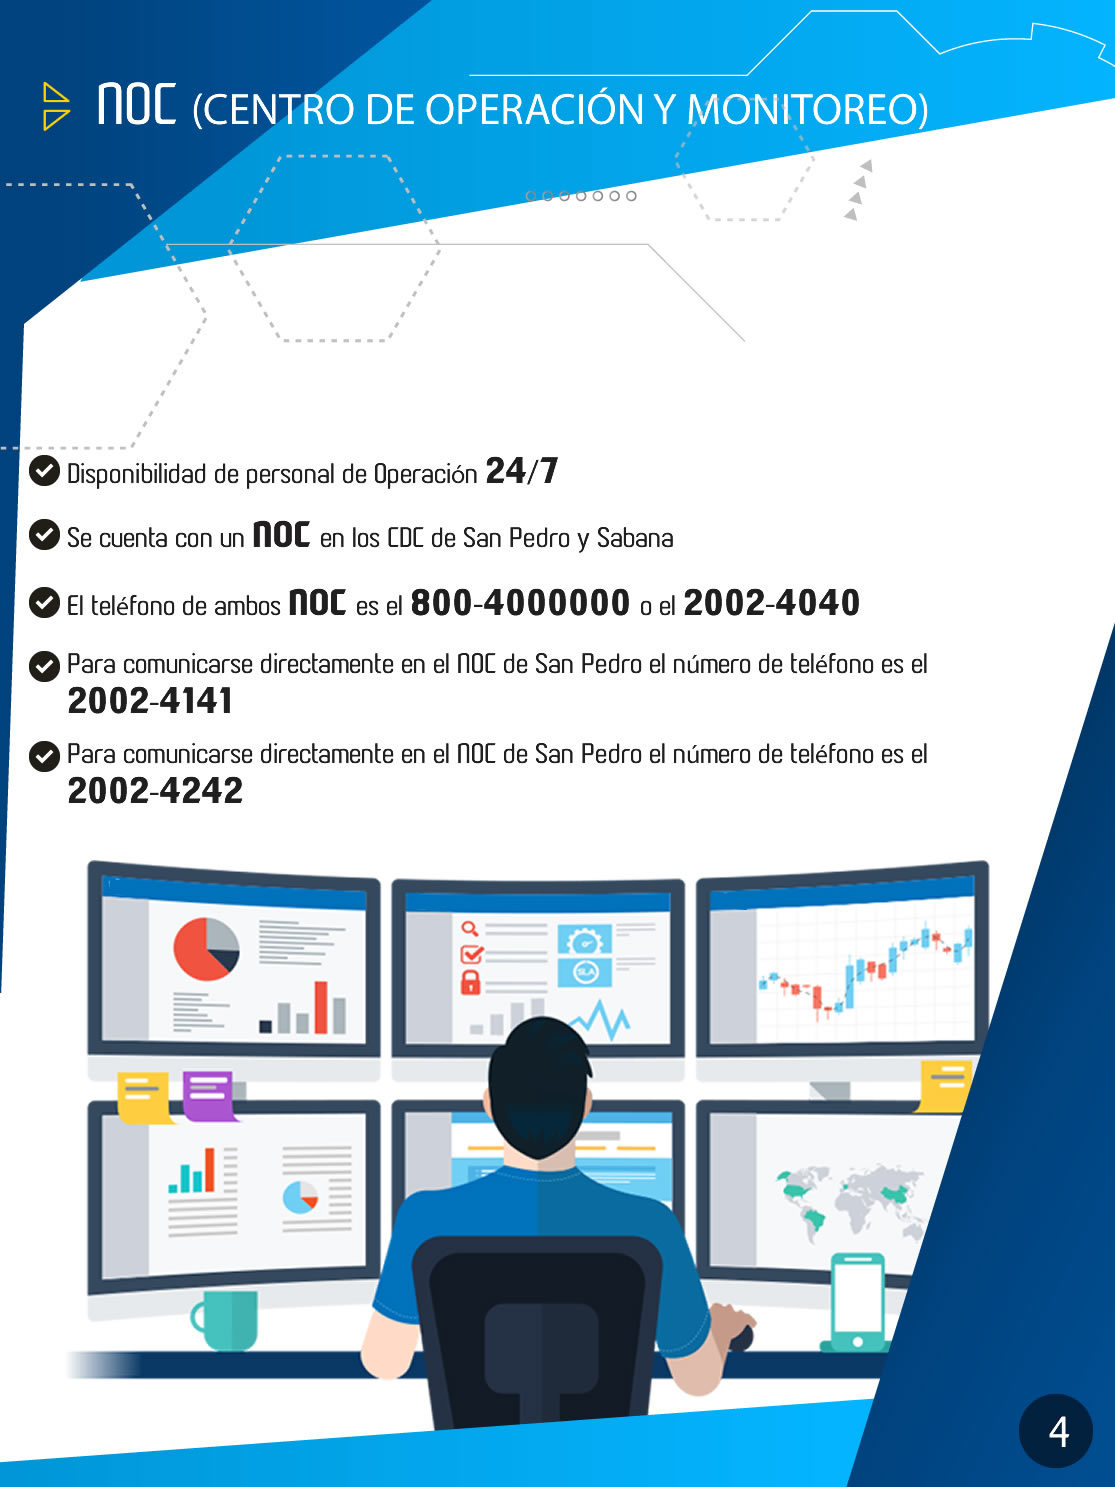 NOC (CENTRO DE OPERACIÓN Y MONITOREO)
Disponibilidad de personal de Operación 24/7
Se cuenta con un NOC en los CDC de San Pedro y Sabana
El teléfono de ambos NOC es el 800-4000000 o el 2002-4040
Para comunicarse directamente en el NOC de San Pedro el número de teléfono es el
2002-4141
Para comunicarse directamente en el NOC de San Pedro el número de teléfono es el
2002-4242
SLA
4